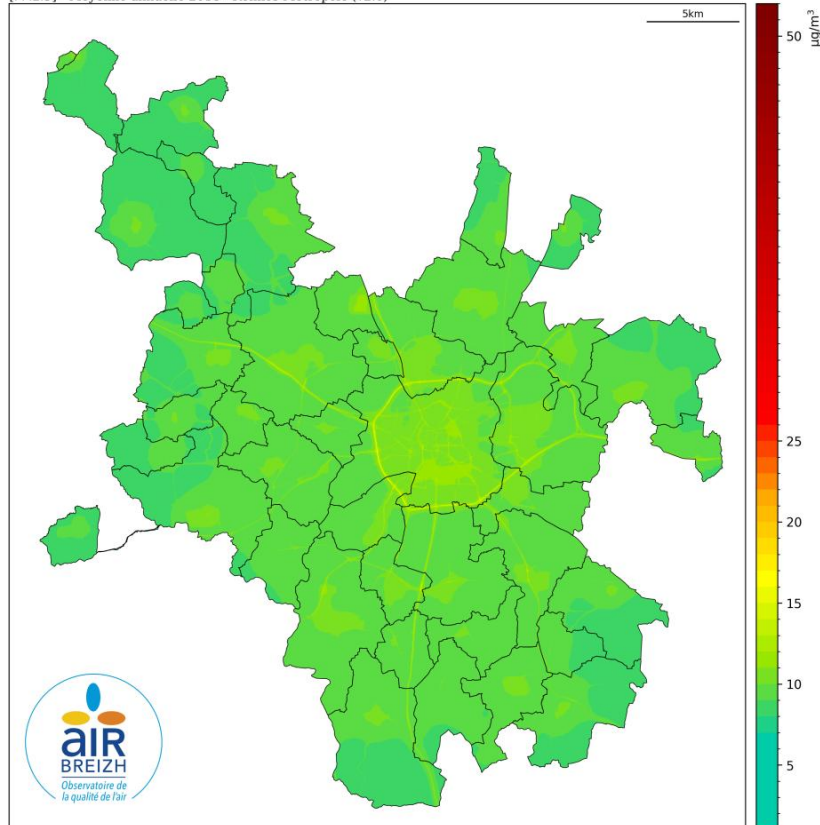 5km
µg/m³
50
25
20
15
10
5
aiR
BREIZH
Observatoire de
la qualité de l'air